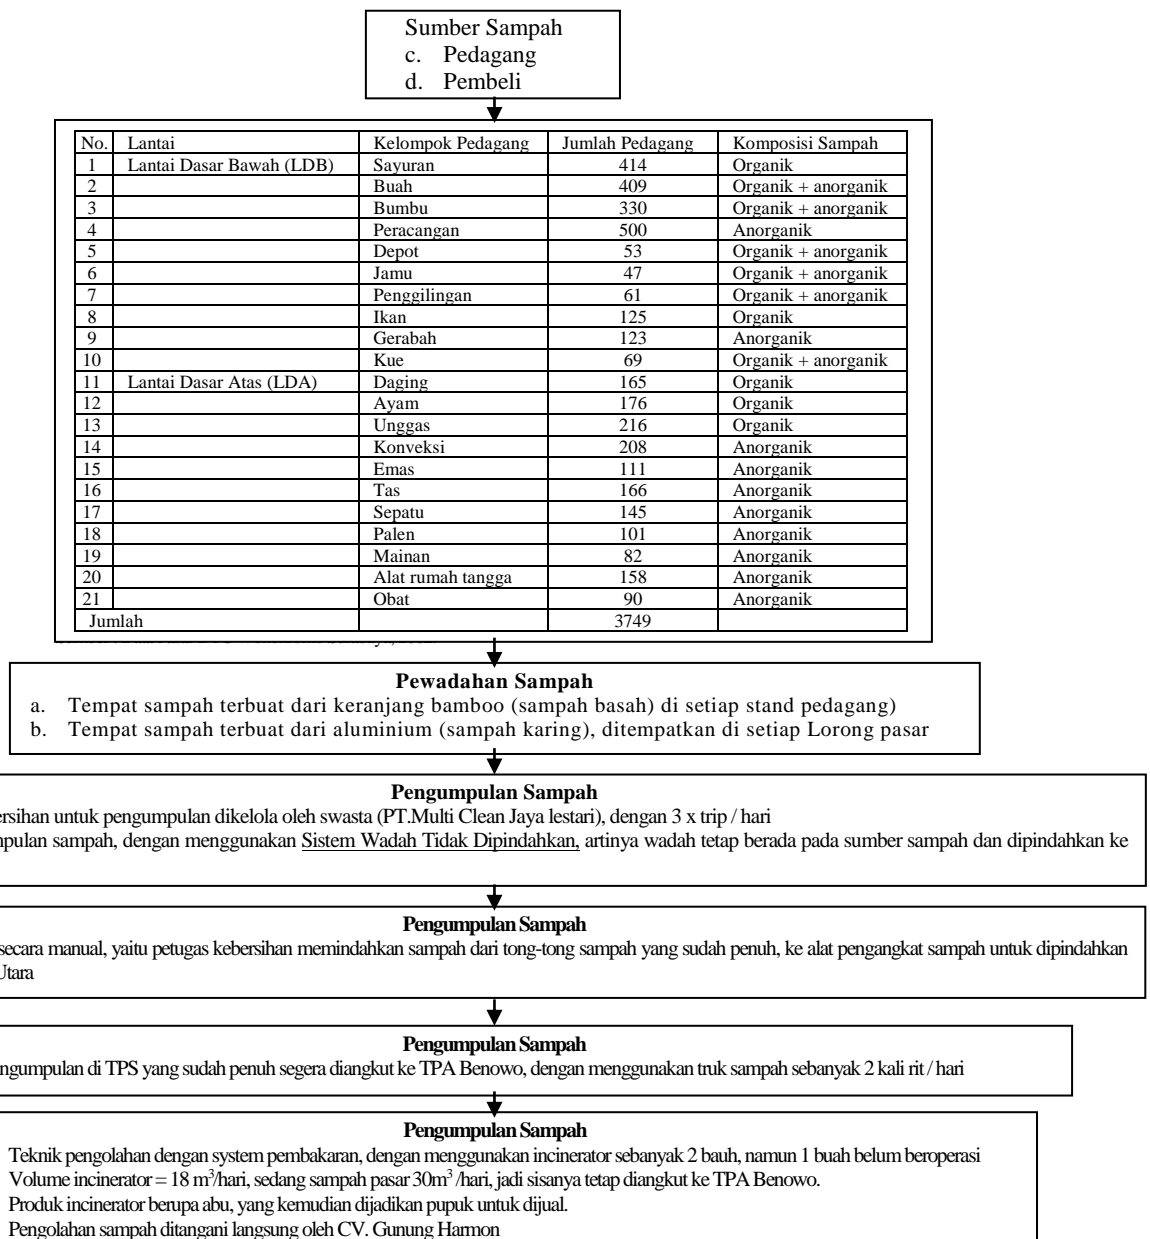 Sumber Sampah
c. Pedagang
d. Pembeli
No. Lantai Kelompok Pedagang Jumlah Pedagang Komposisi Sampah
1 Lantai Dasar Bawah (LDB) Sayuran 414 Organik
2 Buah 409 Organik + anorganik
3 Bumbu 330 Organik + anorganik
4 Peracangan 500 Anorganik
5 Depot 53 Organik + anorganik
6 Jamu 47 Organik + anorganik
7 Penggilingan 61 Organik + anorganik
8 Ikan 125 Organik
9 Gerabah 123 Anorganik
10 Kue 69 Organik + anorganik
11 Lantai Dasar Atas (LDA) Daging 165 Organik
12 Ayam 176 Organik
13 Unggas 216 Organik
14 Konveksi 208 Anorganik
15 Emas 111 Anorganik
16 Tas 166 Anorganik
17 Sepatu 145 Anorganik
18 Palen 101 Anorganik
19 Mainan 82 Anorganik
20 Alat rumah tangga 158 Anorganik
21 Obat 90 Anorganik
Jumlah 3749
Pewadahan Sampah
a. Tempat sampah terbuat dari keranjang bamboo (sampah basah) di setiap stand pedagang)
b. Tempat sampah terbuat dari aluminium (sampah karing), ditempatkan di setiap Lorong pasar
Pengumpulan Sampah
ersihan untuk pengumpulan dikelola oleh swasta (PT.Multi Clean Jaya lestari), dengan 3 x trip / hari
npulan sampah, dengan menggunakan Sistem Wadah Tidak Dipindahkan, artinya wadah tetap berada pada sumber sampah dan dipindahkan ke
Pengumpulan Sampah
secara manual, yaitu petugas kebersihan memindahkan sampah dari tong-tong sampah yang sudah penuh, ke alat pengangkat sampah untuk dipindahkan
Utara
Pengumpulan Sampah
ngumpulan di TPS yang sudah penuh segera diangkut ke TPA Benowo, dengan menggunakan truk sampah sebanyak 2 kali rit / hari
Pengumpulan Sampah
Teknik pengolahan dengan system pembakaran, dengan menggunakan incinerator sebanyak 2 bauh, namun 1 buah belum beroperasi
Volume incinerator = 18 m³/hari, sedang sampah pasar 30m³ /hari, jadi sisanya tetap diangkut ke TPA Benowo.
Produk incinerator berupa abu, yang kemudian dijadikan pupuk untuk dijual.
Pengolahan sampah ditangani langsung oleh CV. Gunung Harmon